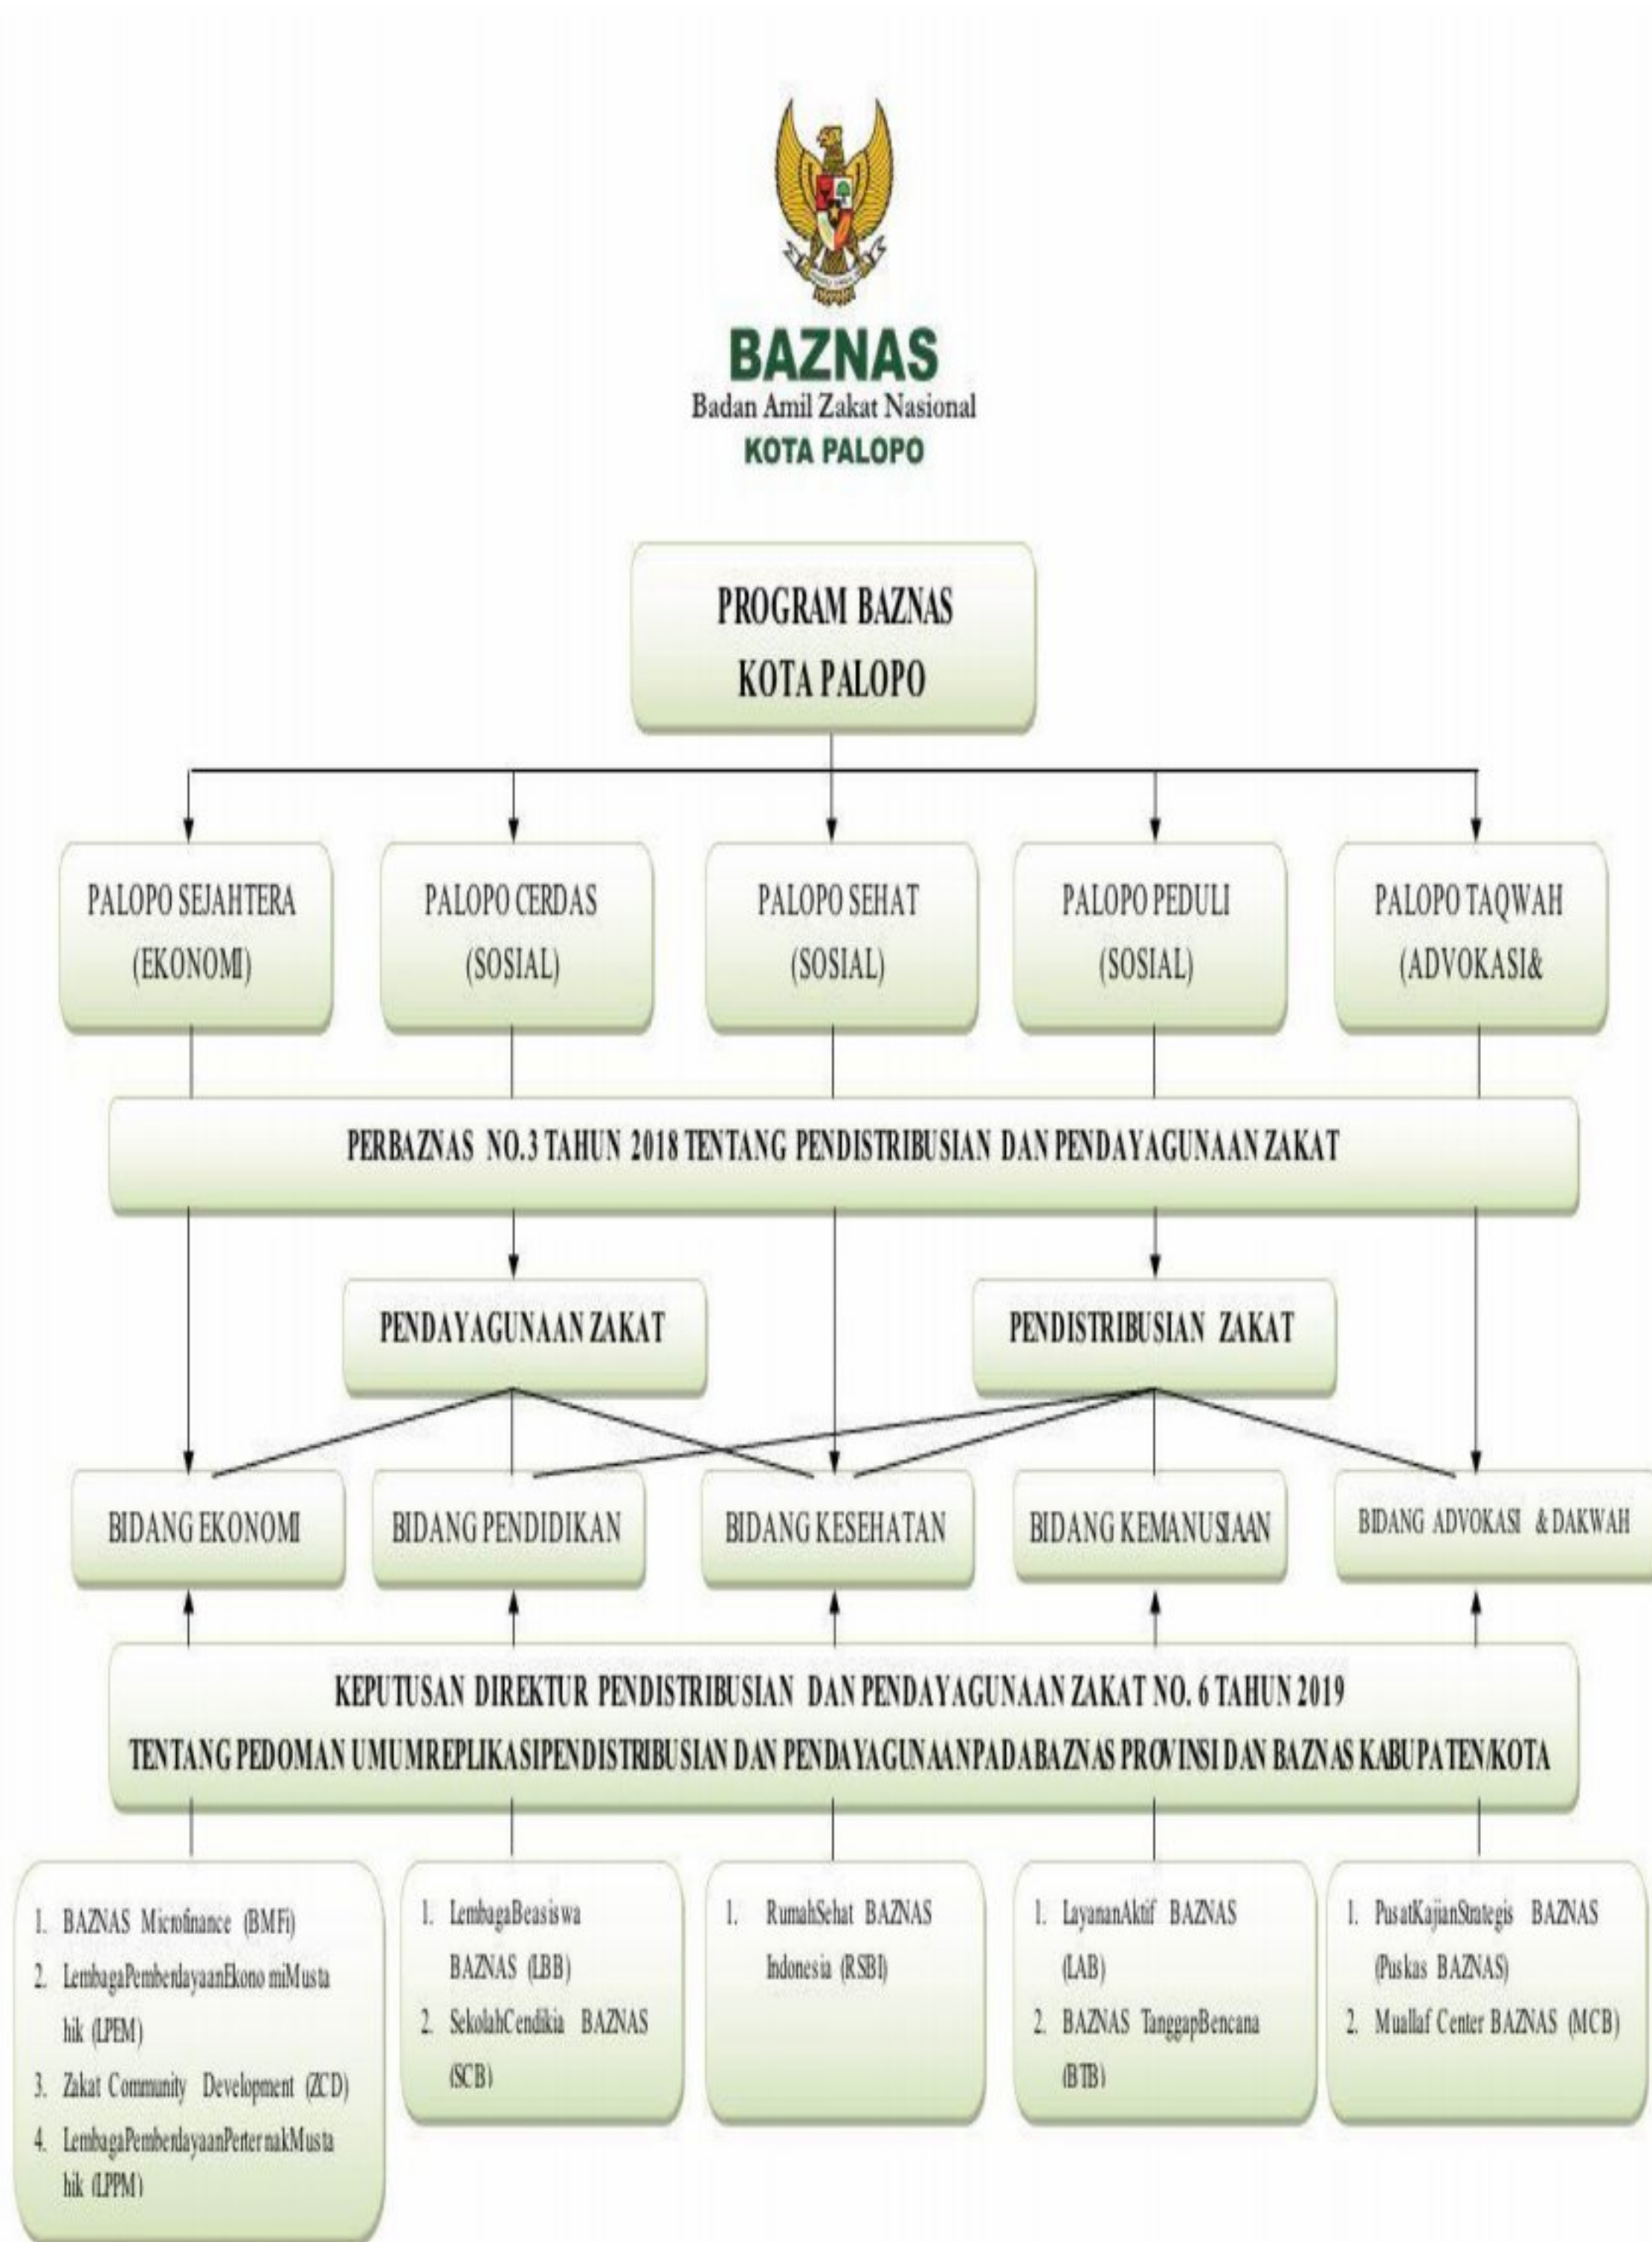 BAZNAS
Badan Amil Zakat Nasional
KOTA PALOPO
PROGRAM BAZNAS
KOTA PALOPO
PALOPO SEJAHTERA
(EKONOMI)
PALOPO CERDAS
(SOSIAL)
PALOPO SEHAT
(SOSIAL)
PALOPO PEDULI
(SOSIAL)
PALOPO TAQWAH
(ADVOKASI&
PERBAZNAS NO.3 TAHUN 2018 TENTANG PENDISTRIBUSIAN DAN PENDAYAGUNAAN ZAKAT
PENDAYAGUNAAN ZAKAT
PENDISTRIBUSIAN ZAKAT
BIDANG EKONOMI
BIDANG PENDIDIKAN
BIDANG KESEHATAN
BIDANG KEMANUSIAAN
BIDANG ADVOKASI & DAKWAH
KEPUTUSAN DIREKTUR PENDISTRIBUSIAN DAN PENDAYAGUNAAN ZAKAT NO. 6 TAHUN 2019
TENTANG PEDOMAN UMUMREPLIKASIPENDISTRIBUSIAN DAN PENDAYAGUNAANPADABAZNAS PROVINSI DAN BAZNAS KABUPATEN/KOTA
1. BAZNAS Microfinance (BMFi)
2. LembagaPemberdayaanEkono miMusta
hik (LPEM)
3. Zakat Community Development (ZCD)
4. LembagaPemberdayaanPerternakMusta
hik (LPPM)
1. LembagaBeasiswa
BAZNAS (LBB)
2. SekolahCendikia BAZNAS
(SCB)
1. RumahSehat BAZNAS
Indonesia (RSBI)
1. LayananAktif BAZNAS
(LAB)
2. BAZNAS TanggapBencana
(BTB)
1. PusatKajianStrategis BAZNAS
(Puskas BAZNAS)
2. Muallaf Center BAZNAS (MCB)